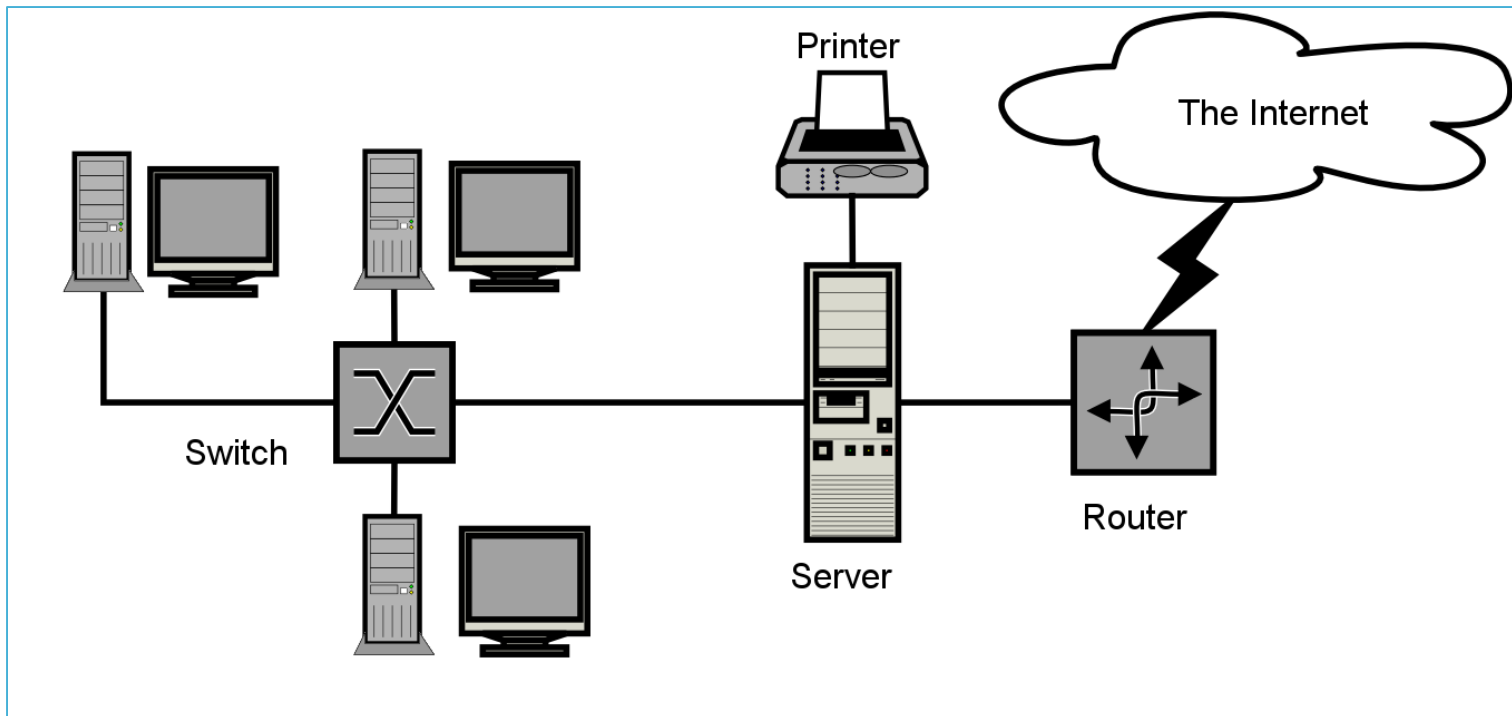 Printer
The Internet
Switch
Router
Server